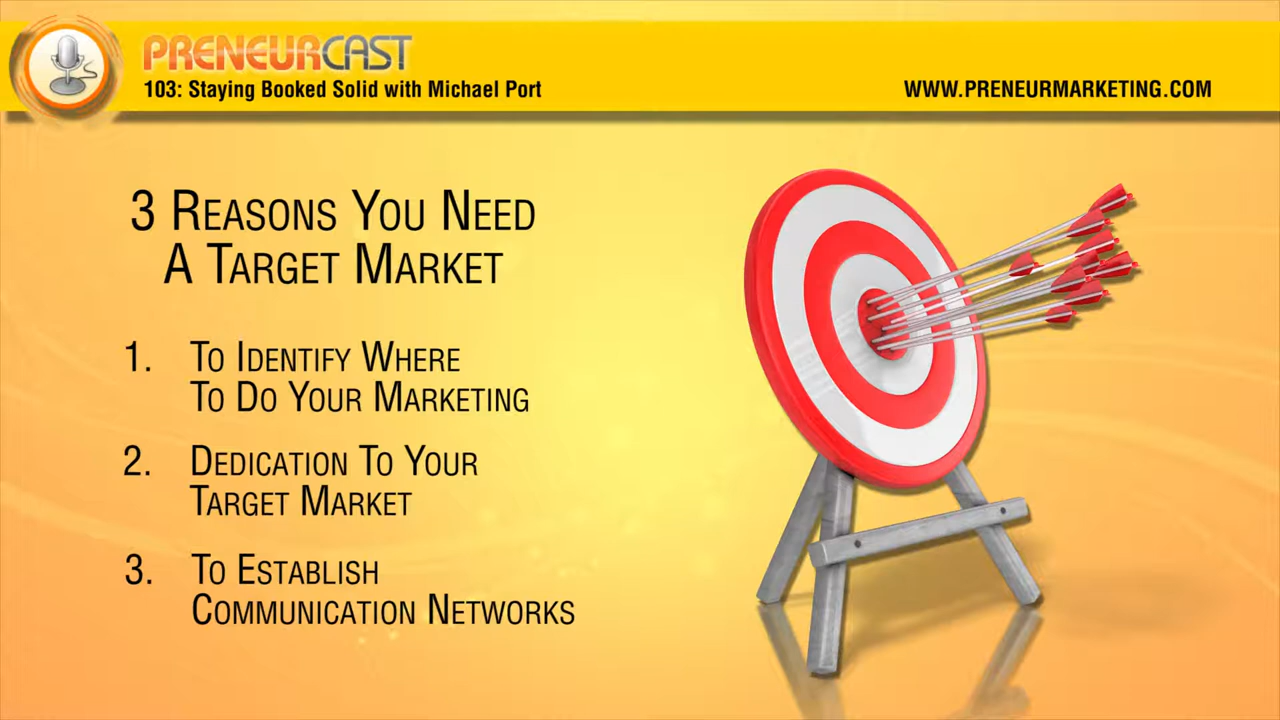 PRENEURCAST
103: Staying Booked Solid with Michael Port
WWW.PRENEURMARKETING.COM
3 REASONS YOU NEED
A TARGET MARKET
1. TO IDENTIFY WHERE
TO DO YOUR MARKETING
2. DEDICATION TO YOUR
TARGET MARKET
3. TO ESTABLISH
COMMUNICATION NETWORKS